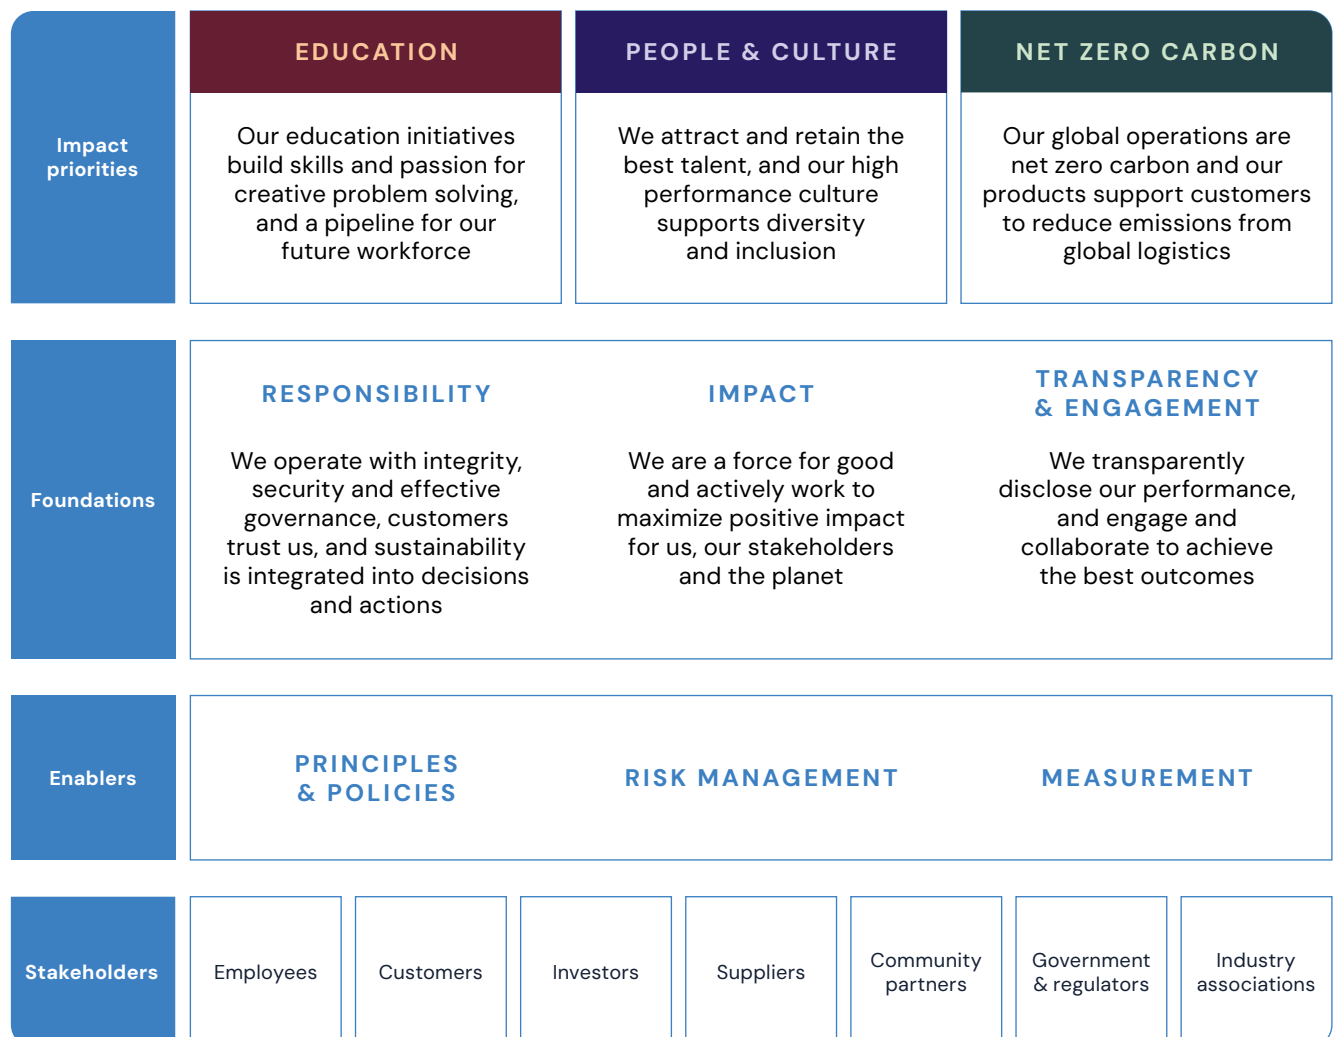 Impact
priorities
EDUCATION
Our education initiatives
build skills and passion for
creative problem solving,
and a pipeline for our
future workforce
PEOPLE & CULTURE
We attract and retain the
best talent, and our high
performance culture
supports diversity
and inclusion
NET ZERO CARBON
Our global operations are
net zero carbon and our
products support customers
to reduce emissions from
global logistics
Foundations
RESPONSIBILITY
We operate with integrity,
security and effective
governance, customers
trust us, and sustainability
is integrated into decisions
and actions
IMPACT
We are a force for good
and actively work to
maximize positive impact
for us, our stakeholders
and the planet
TRANSPARENCY
& ENGAGEMENT
We transparently
disclose our performance,
and engage and
collaborate to achieve
the best outcomes
Enablers
PRINCIPLES
& POLICIES
RISK MANAGEMENT
MEASUREMENT
Stakeholders
Employees
Customers
Investors
Suppliers
Community
partners
Government
& regulators
Industry
associations